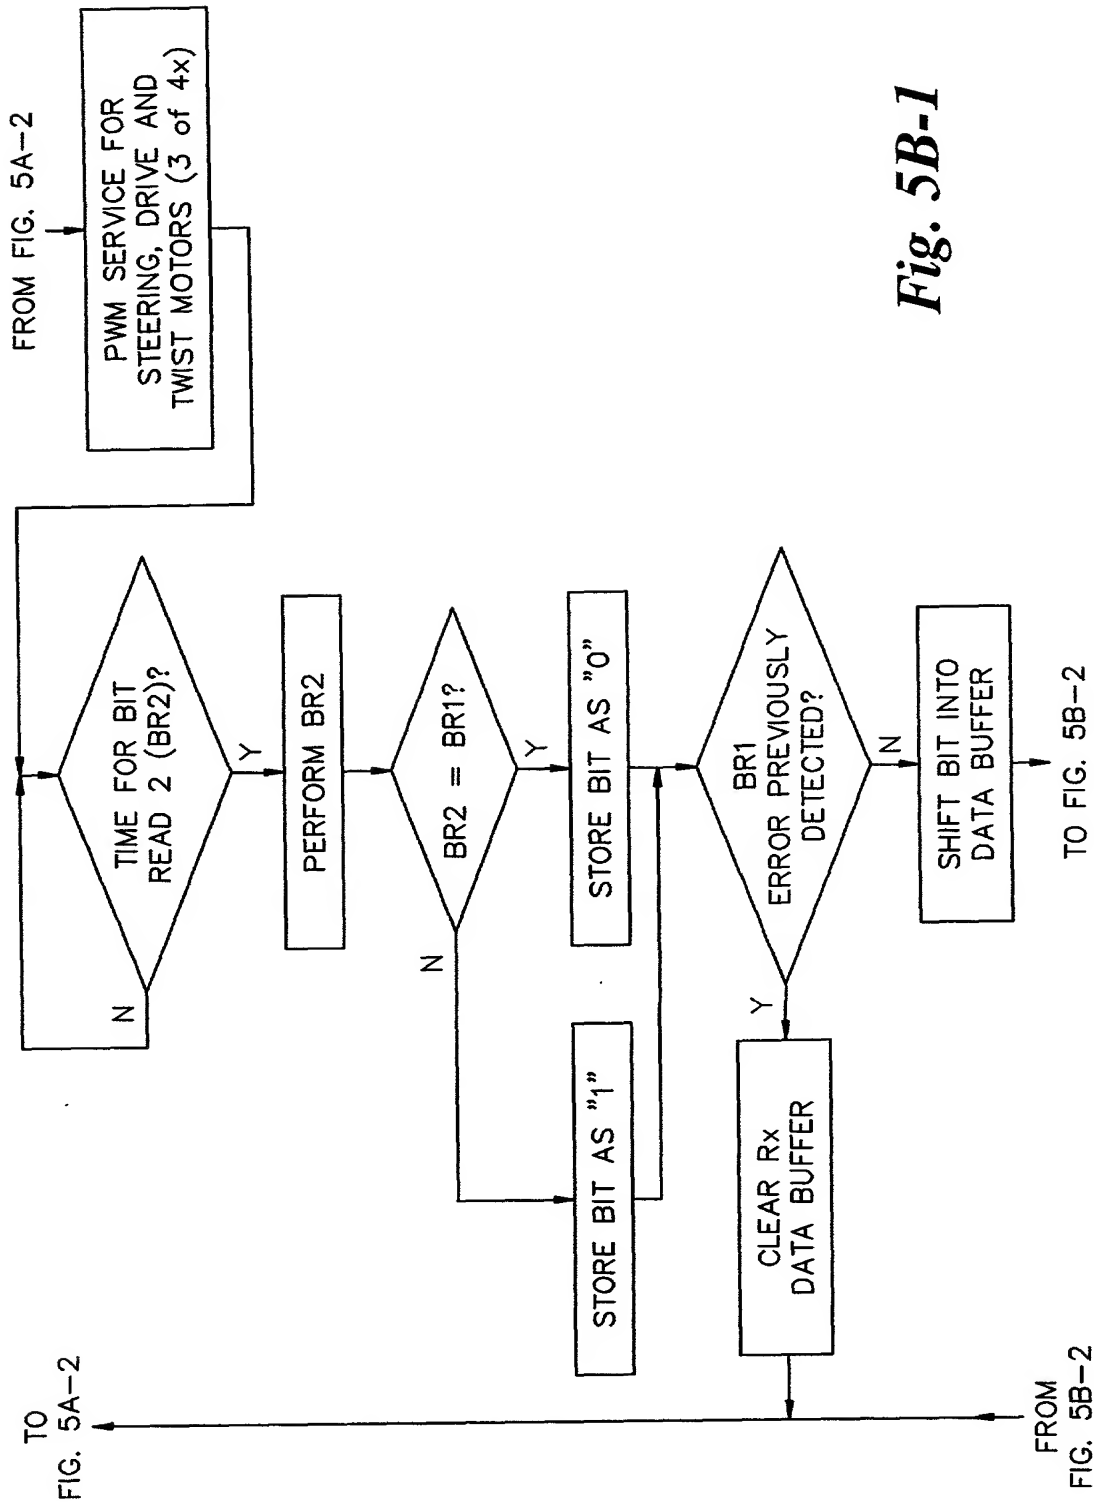 FROM FIG. 5A-2
PWM SERVICE FOR
STEERING, DRIVE AND
TWIST MOTORS (3 of 4x)
TIME FOR BIT
READ 2 (BR2)?
N
Y
PERFORM BR2
BR2 = BR1?
N
Y
STORE BIT AS "0"
STORE BIT AS "1"
BR1
ERROR PREVIOUSLY
DETECTED?
Y
N
CLEAR Rx
DATA BUFFER
SHIFT BIT INTO
DATA BUFFER
TO FIG. 5B-2
TO
FIG. 5A-2
FROM
FIG. 5B-2
Fig. 5B-1